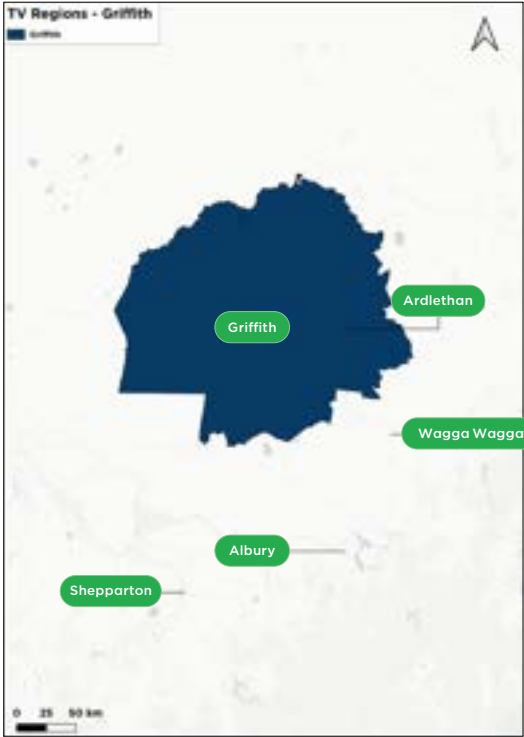 TV Regions - Griffith
Griffith
Ardlethan
Griffith
Wagga Wagga
Albury
Shepparton
0 25 50 km